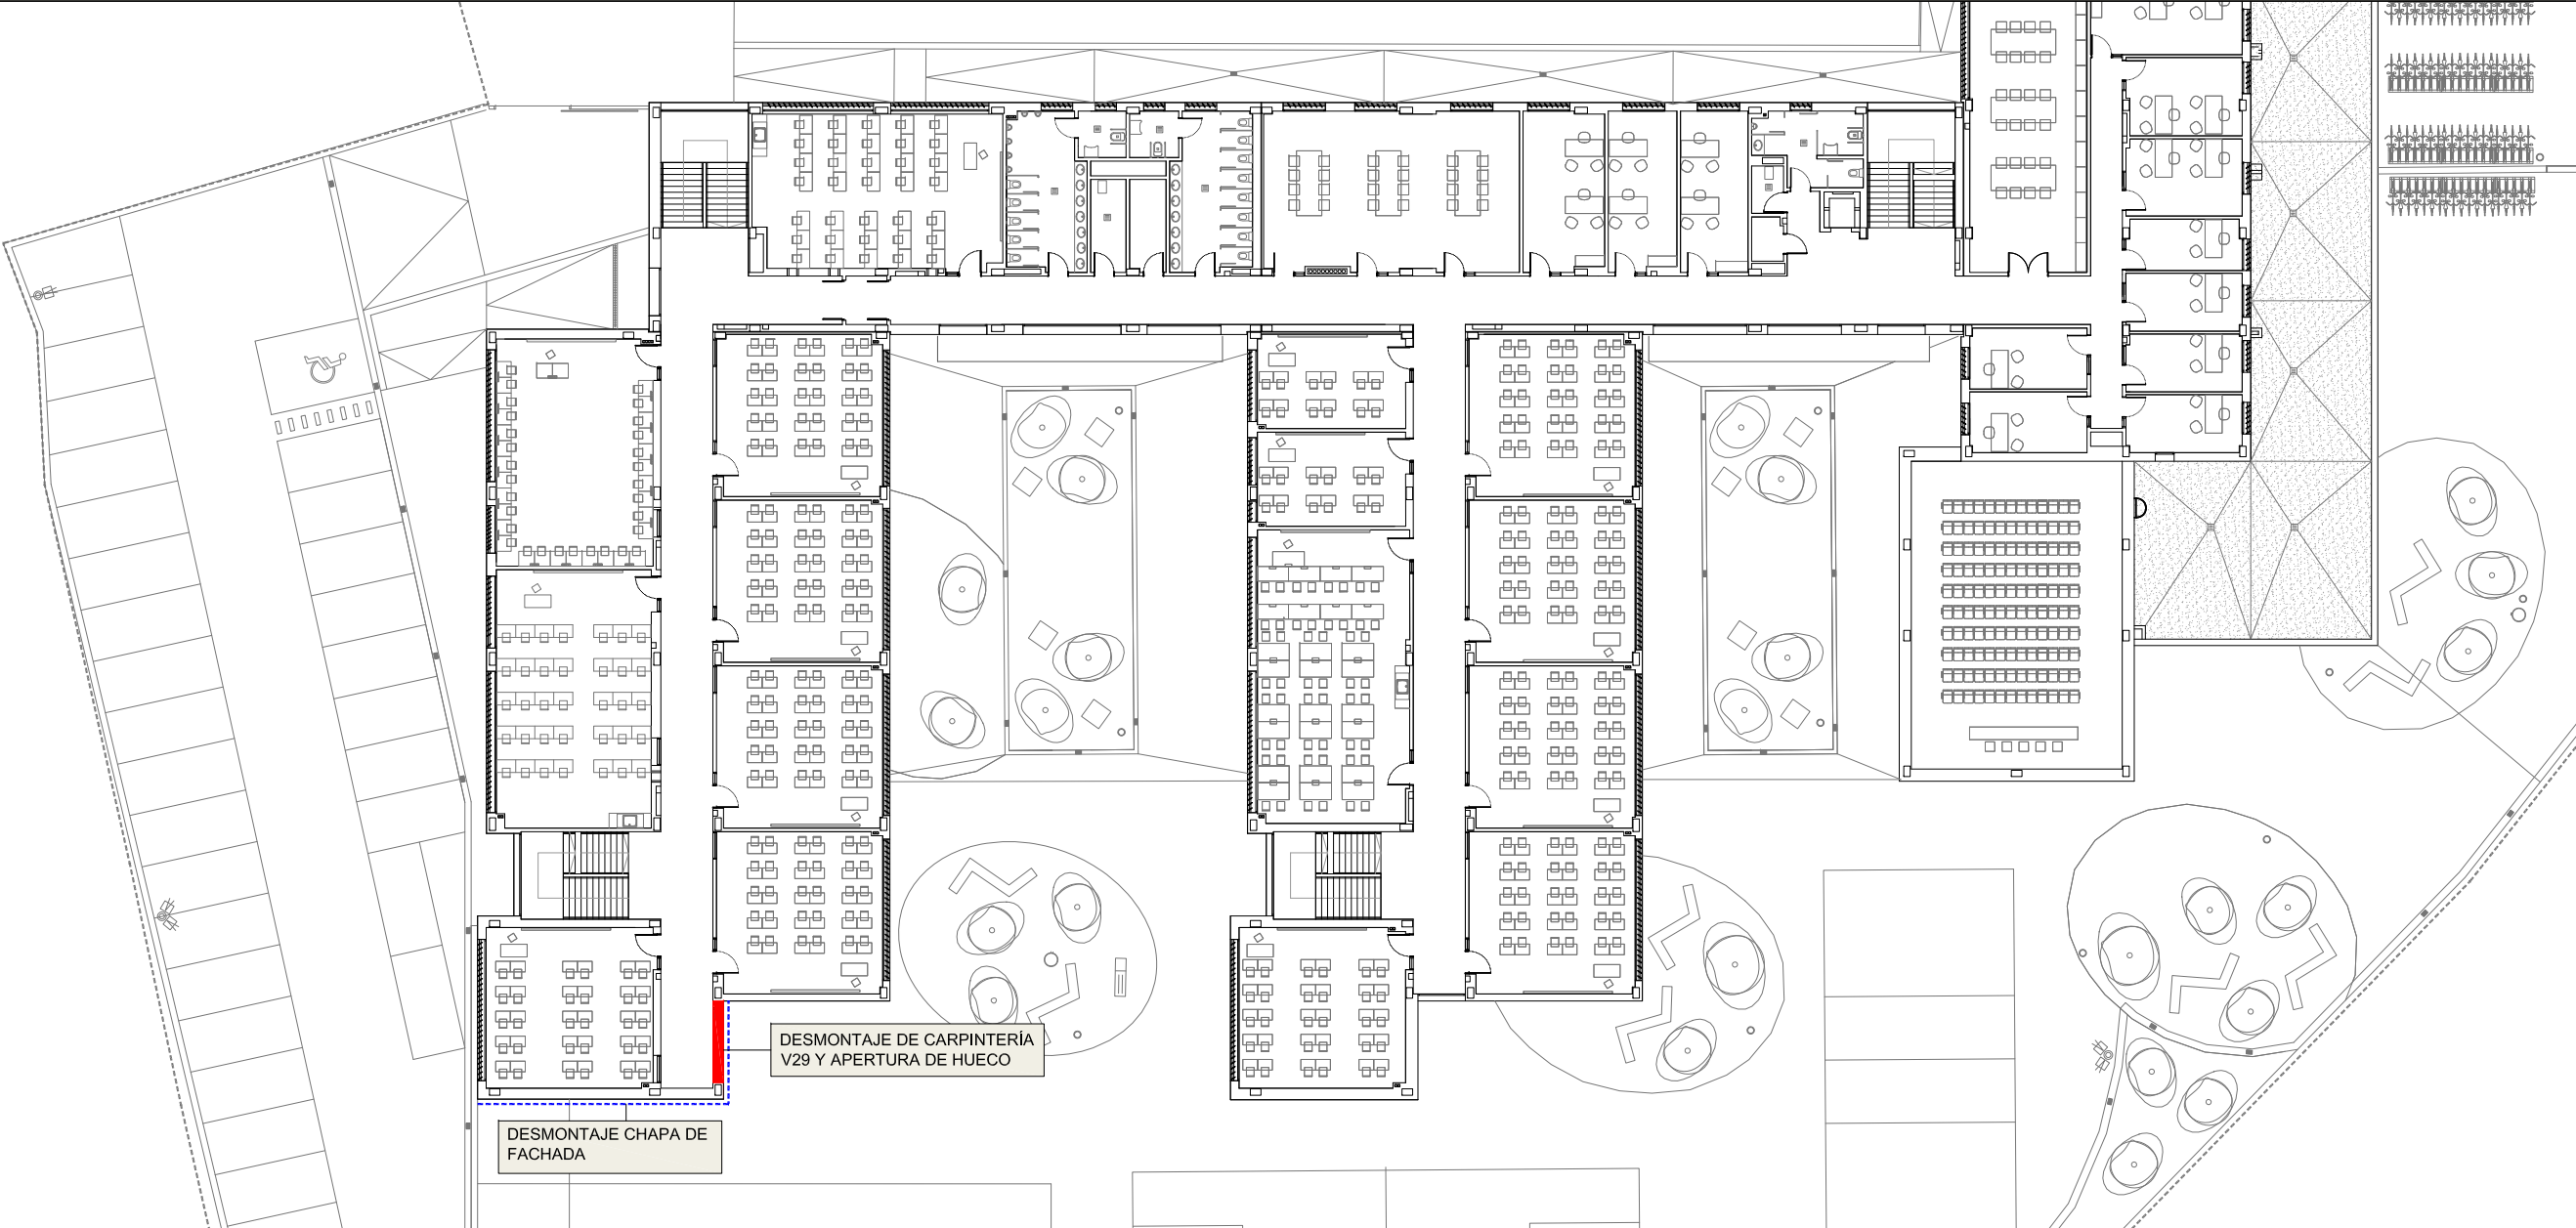 DESMONTAJE DE CARPINTERÍA
V29 Y APERTURA DE HUECO
DESMONTAJE CHAPA DE
FACHADA